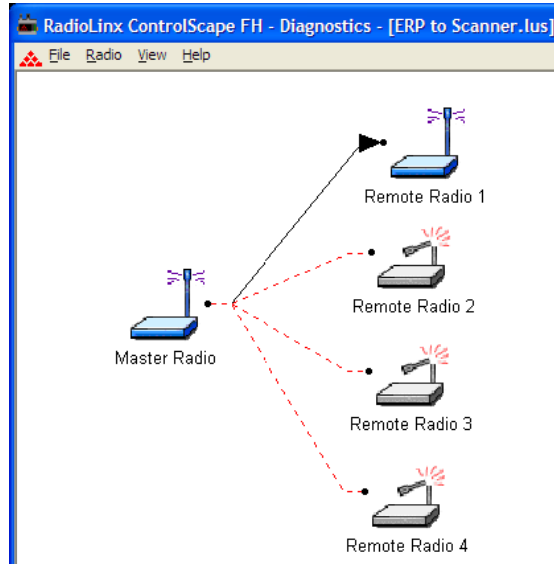 RadioLinx ControlScape FH - Diagnostics - [ERP to Scanner.lus]
File Radio View Help
Remote Radio 1
Remote Radio 2
Master Radio
Remote Radio 3
Remote Radio 4